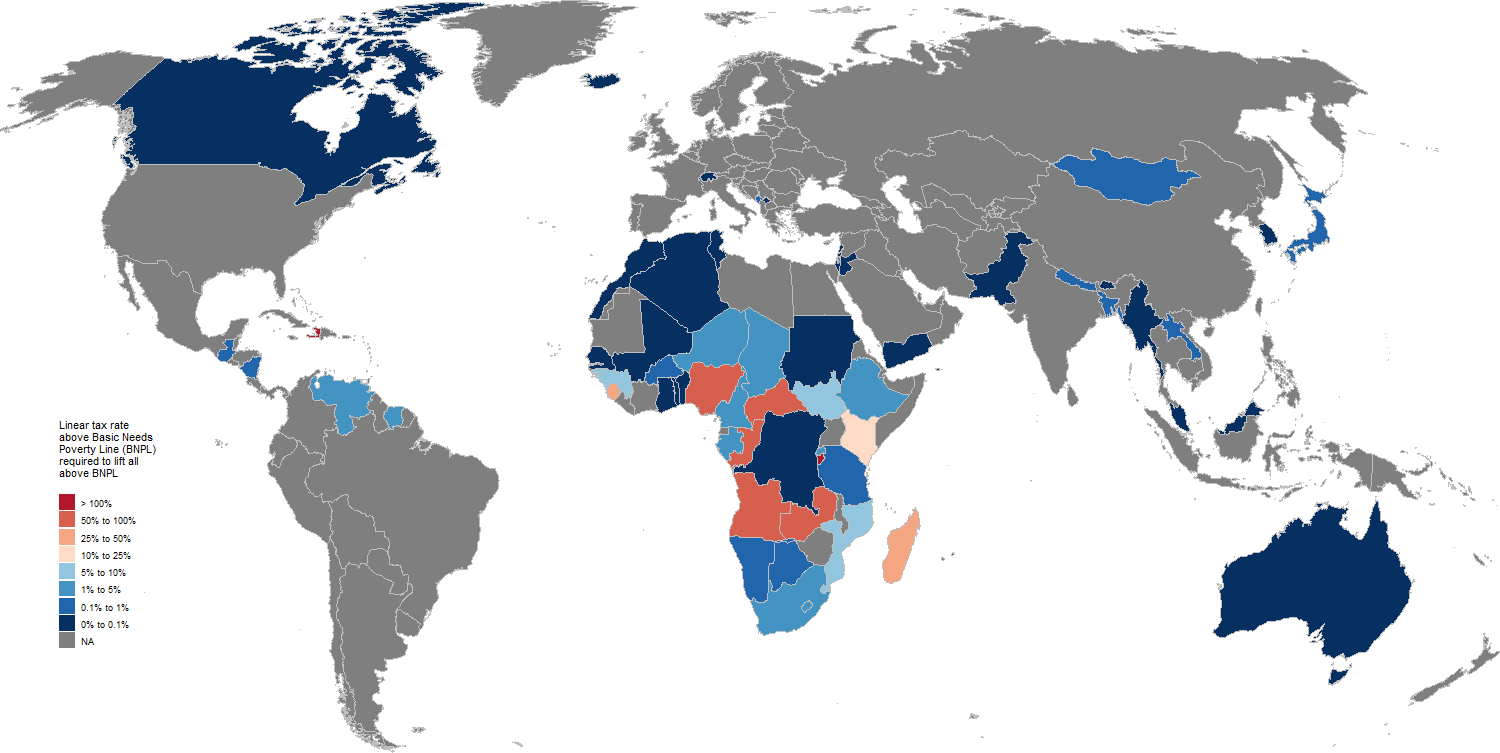 Linear tax rate
above Basic Needs
Poverty Line (BNPL)
required to lift all
above BNPL
> 100%
50% to 100%
25% to 50%
10% to 25%
5% to 10%
1% to 5%
0.1% to 1%
0% to 0.1%
NA